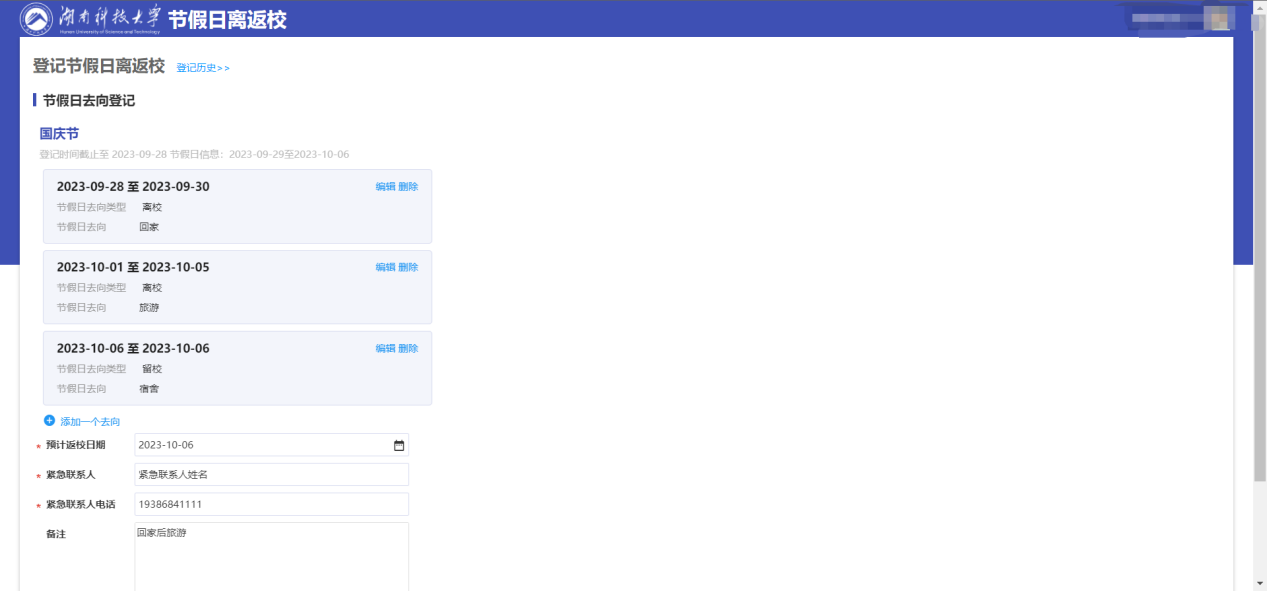 湖南科技大学 节假日离返校
Hunan University of Science and Technology
登记节假日离返校 登记历史>>
节假日去向登记
国庆节
登记时间截止至 2023-09-28 节假日信息：2023-09-29至2023-10-06
2023-09-28 至 2023-09-30 编辑 删除
节假日去向类型 离校
节假日去向 回家
2023-10-01 至 2023-10-05 编辑 删除
节假日去向类型 离校
节假日去向 旅游
2023-10-06 至 2023-10-06 编辑 删除
节假日去向类型 留校
节假日去向 宿舍
添加一个去向
* 预计返校日期 2023-10-06
* 紧急联系人 紧急联系人姓名
* 紧急联系人电话 19386841111
备注 回家后旅游